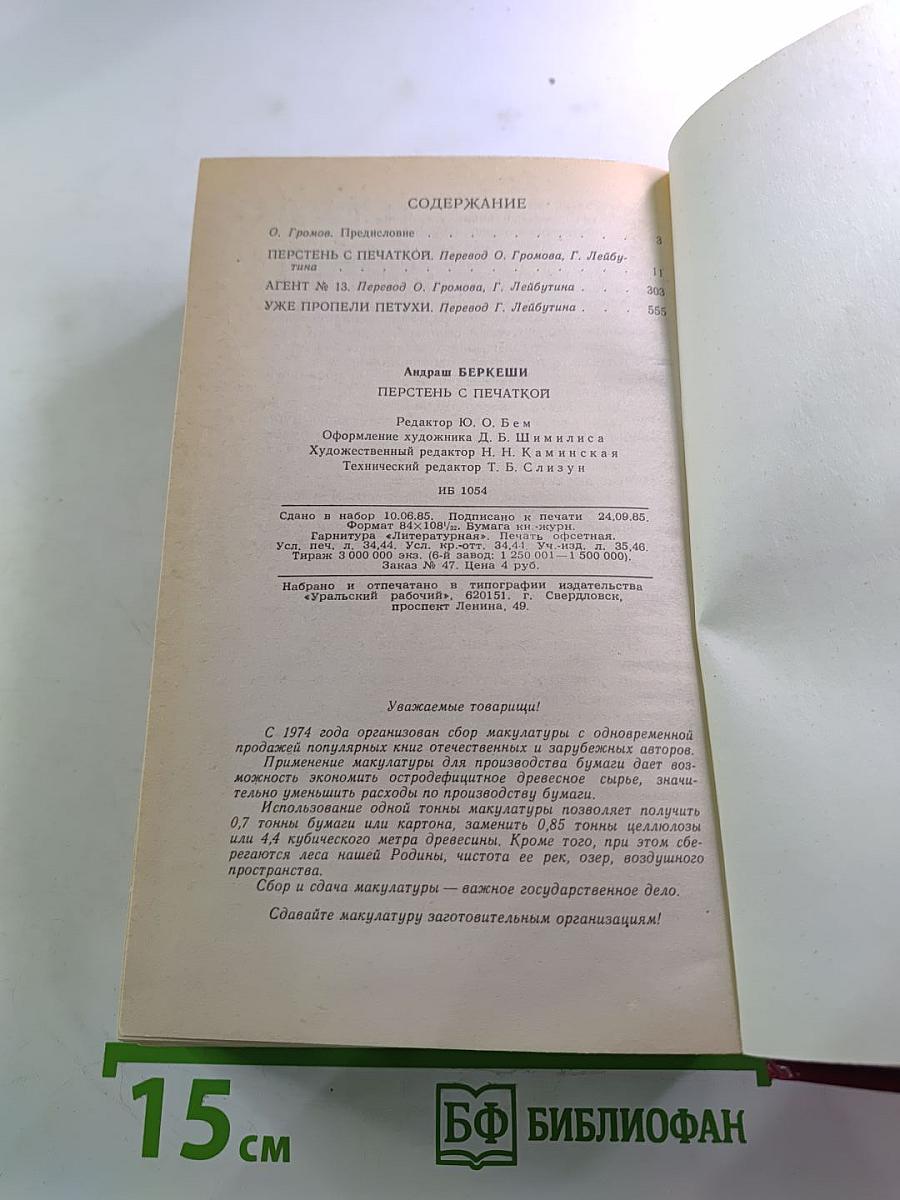 СОДЕРЖАНИЕ
О. Громов. Предисловие . . . . . . . . . . 3
ПЕРСТЕНЬ С ПЕЧАТКОЙ. Перевод О. Громова, Г. Лейбу-
тина . . . . . . . . . . . . . . . 11
АГЕНТ № 13. Перевод О. Громова, Г. Лейбутина . . . 303
УЖЕ ПРОПЕЛИ ПЕТУХИ. Перевод Г. Лейбутина . . . 555
Андраш БЕРКЕШИ
ПЕРСТЕНЬ С ПЕЧАТКОЙ
Редактор Ю. О. Бем
Оформление художника Д. Б. Шимилиса
Художественный редактор Н. Н. Каминская
Технический редактор Т. Б. Слизун
ИБ 1054
Сдано в набор 10.06.85. Подписано к печати 24.09.85.
Формат 84×108¹/₃₂. Бумага кн.-журн.
Гарнитура «Литературная». Печать офсетная.
Усл. печ. л. 34,44. Усл. кр.-отт. 34,44. Уч.-изд. л. 35,46.
Тираж 3 000 000 экз. (6-й завод: 1 250 001—1 500 000).
Заказ № 47. Цена 4 руб.
Набрано и отпечатано в типографии издательства
«Уральский рабочий», 620151. г. Свердловск,
проспект Ленина, 49.
Уважаемые товарищи!
С 1974 года организован сбор макулатуры с одновременной
продажей популярных книг отечественных и зарубежных авторов.
Применение макулатуры для производства бумаги дает воз-
можность экономить остродефицитное древесное сырье, значи-
тельно уменьшить расходы по производству бумаги.
Использование одной тонны макулатуры позволяет получить
0,7 тонны бумаги или картона, заменить 0,85 тонны целлюлозы
или 4,4 кубического метра древесины. Кроме того, при этом сбе-
регаются леса нашей Родины, чистота ее рек, озер, воздушного
пространства.
Сбор и сдача макулатуры — важное государственное дело.
Сдавайте макулатуру заготовительным организациям!
15 см
БФ БИБЛИОФАН